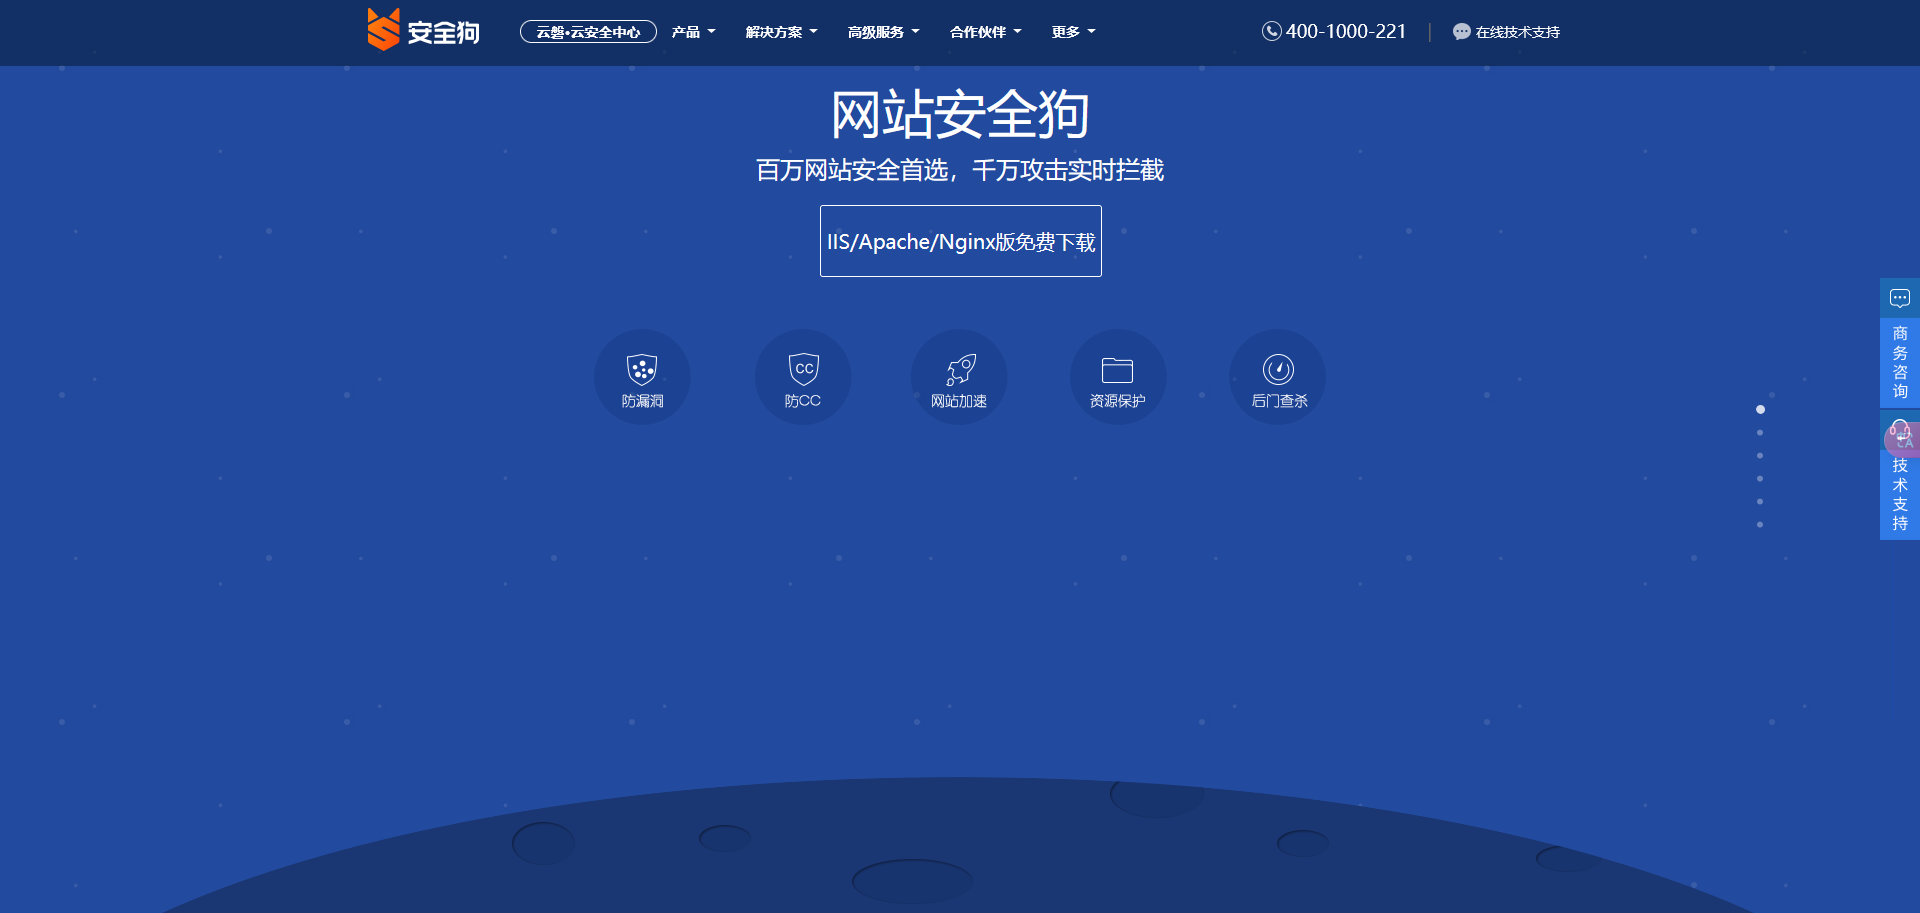 安全狗
云磐·云安全中心
产品
解决方案
高级服务
合作伙伴
更多
400-1000-221
在线技术支持
网站安全狗
百万网站安全首选，千万攻击实时拦截
IIS/Apache/Nginx版免费下载
防漏洞
CC
防CC
网站加速
资源保护
后门查杀
商务咨询
技术支持